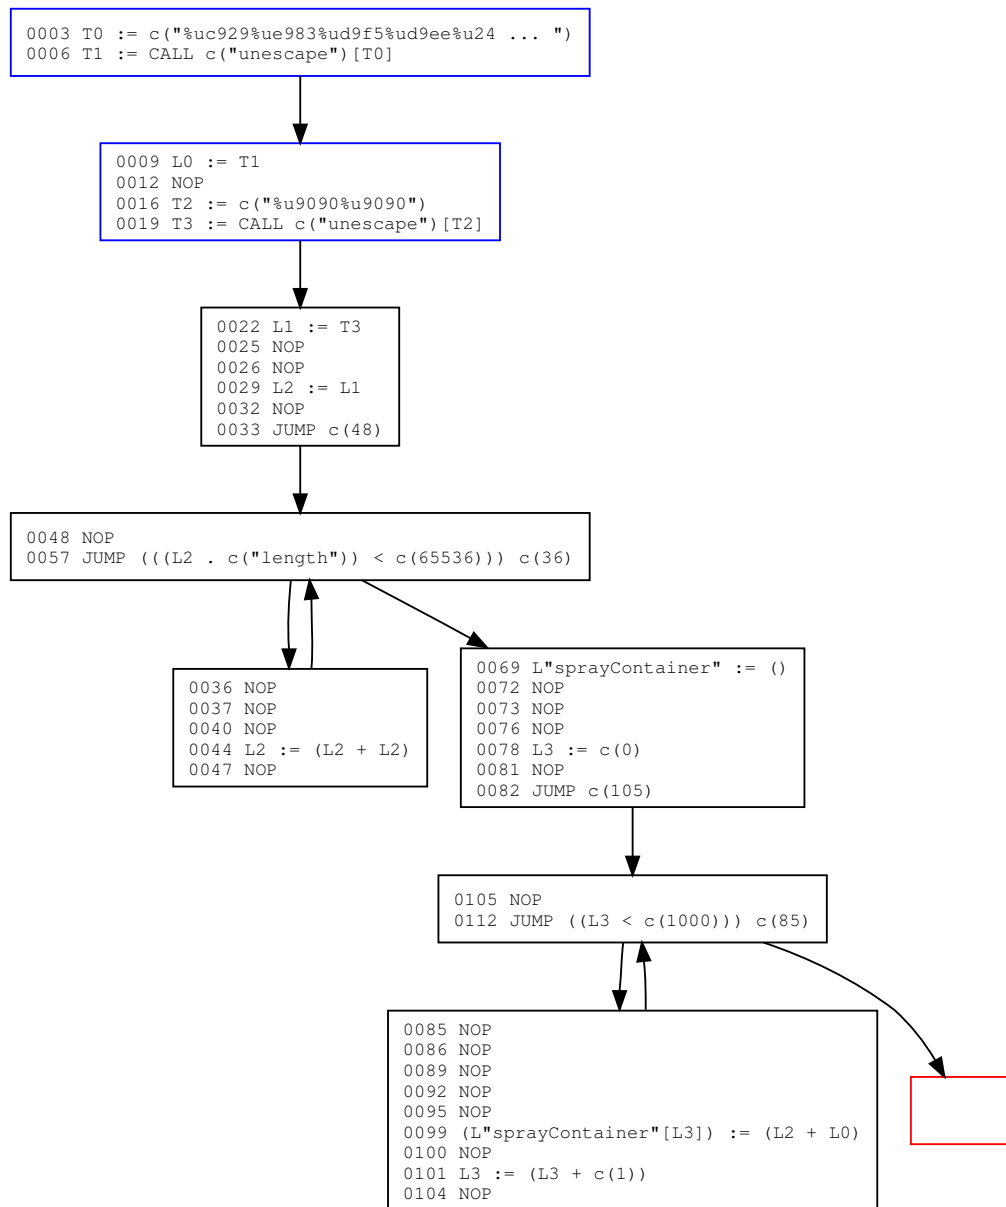 0003 T0 := c("%uc929%ue983%ud9f5%ud9ee%u24 ... ")
0006 T1 := CALL c("unescape")[T0]
0009 L0 := T1
0012 NOP
0016 T2 := c("%u9090%u9090")
0019 T3 := CALL c("unescape")[T2]
0022 L1 := T3
0025 NOP
0026 NOP
0029 L2 := L1
0032 NOP
0033 JUMP c(48)
0048 NOP
0057 JUMP (((L2 . c("length")) < c(65536))) c(36)
0036 NOP
0037 NOP
0040 NOP
0044 L2 := (L2 + L2)
0047 NOP
0069 L"sprayContainer" := ()
0072 NOP
0073 NOP
0076 NOP
0078 L3 := c(0)
0081 NOP
0082 JUMP c(105)
0105 NOP
0112 JUMP ((L3 < c(1000))) c(85)
0085 NOP
0086 NOP
0089 NOP
0092 NOP
0095 NOP
0099 (L"sprayContainer"[L3]) := (L2 + L0)
0100 NOP
0101 L3 := (L3 + c(1))
0104 NOP